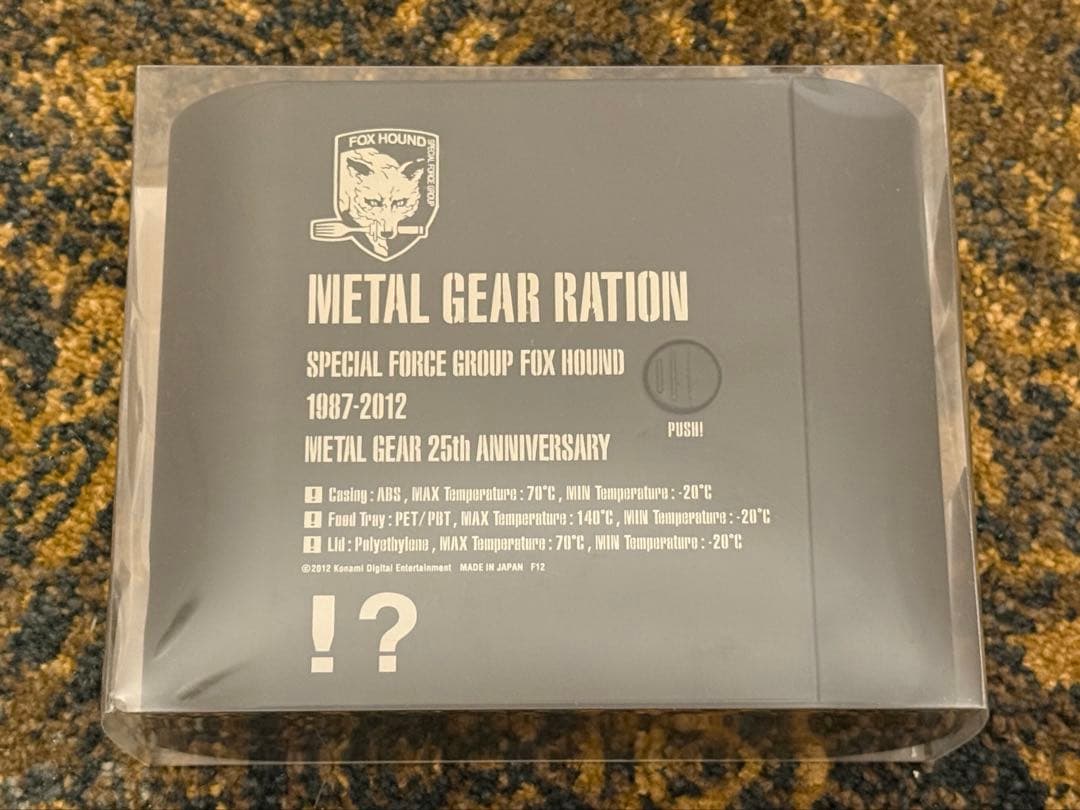 FOX HOUND
SPECIAL FORCE GROUP
METAL GEAR RATION
SPECIAL FORCE GROUP FOX HOUND
1987-2012
PUSH!
METAL GEAR 25th ANNIVERSARY
! Casing : ABS , MAX Temperature : 70°C , MIN Temperature : -20°C
! Food Tray : PET/PBT , MAX Temperature : 140°C , MIN Temperature : -20°C
! Lid : Polyethylene , MAX Temperature : 70°C , MIN Temperature : -20°C
©2012 Konami Digital Entertainment MADE IN JAPAN F12
!?